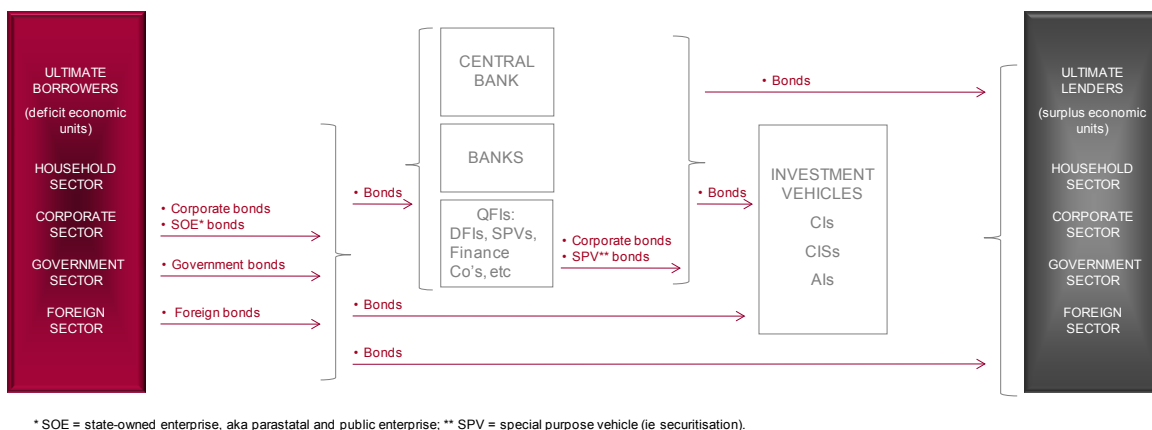 ULTIMATE
BORROWERS
(deficit economic
units)
HOUSEHOLD
SECTOR
CORPORATE
SECTOR
GOVERNMENT
SECTOR
FOREIGN
SECTOR
• Corporate bonds
• SOE* bonds
• Government bonds
• Foreign bonds
• Bonds
CENTRAL
BANK
BANKS
QFIs:
DFIs, SPVs,
Finance
Co's, etc
• Corporate bonds
• SPV** bonds
• Bonds
• Bonds
• Bonds
• Bonds
INVESTMENT
VEHICLES
CIs
CISs
AIs
ULTIMATE
LENDERS
(surplus economic
units)
HOUSEHOLD
SECTOR
CORPORATE
SECTOR
GOVERNMENT
SECTOR
FOREIGN
SECTOR
* SOE = state-owned enterprise, aka parastatal and public enterprise; ** SPV = special purpose vehicle (ie securitisation).